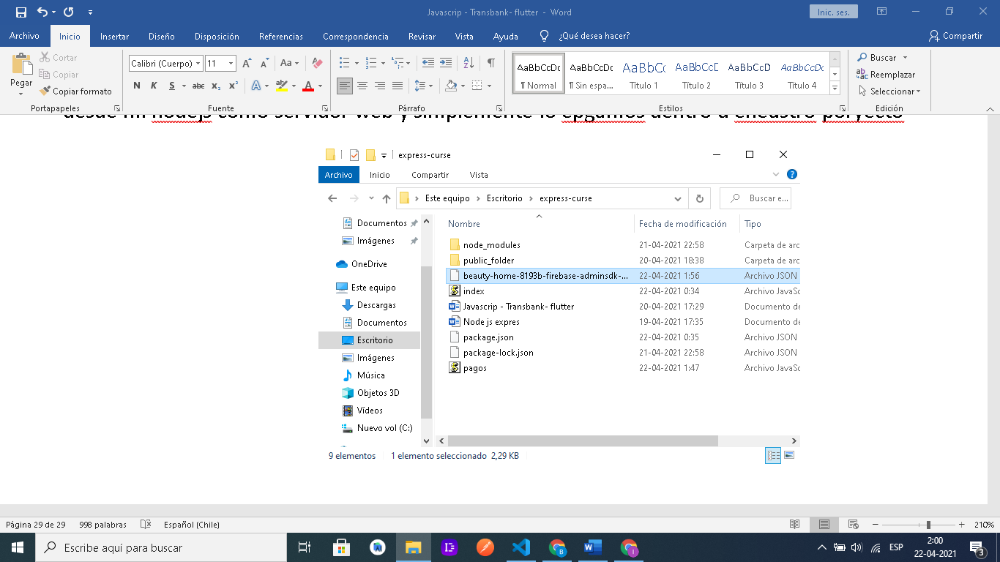 Javascrip - Transbank- flutter - Word
Inic. ses.
Archivo Inicio Insertar Diseño Disposición Referencias Correspondencia Revisar Vista Ayuda ¿Qué desea hacer? Compartir
Pegar
Cortar
Copiar
Copiar formato
Portapapeles
Calibri (Cuerpo) 11
N K S abc x₂ x²
Fuente
Párrafo
AaBbCcDc AaBbCcDc AaBbCc AaBbCcD AaBbCcD AaBbCcDc
¶ Normal ¶ Sin espa... Título 1 Título 2 Título 3 Título 4
Estilos
Buscar
Reemplazar
Seleccionar
Edición
desde mi nodejs como servidor web y simplemente lo epgamos dentro d eneustro poryecto
express-curse
Archivo Inicio Compartir Vista
Este equipo > Escritorio > express-curse
Buscar e...
Documentos
Imágenes
OneDrive
Este equipo
Descargas
Documentos
Escritorio
Imágenes
Música
Objetos 3D
Vídeos
Nuevo vol (C:)
Nombre Fecha de modificación Tipo
node_modules 21-04-2021 22:58 Carpeta de arc
public_folder 20-04-2021 18:38 Carpeta de arc
beauty-home-8193b-firebase-adminsdk-... 22-04-2021 1:56 Archivo JSON
index 22-04-2021 0:34 Archivo JavaSc
Javascrip - Transbank- flutter 20-04-2021 17:29 Documento de
Node js expres 19-04-2021 17:35 Documento de
package.json 22-04-2021 0:35 Archivo JSON
package-lock.json 21-04-2021 22:58 Archivo JSON
pagos 22-04-2021 1:47 Archivo JavaSc
9 elementos 1 elemento seleccionado 2,29 KB
Página 29 de 29 998 palabras Español (Chile) 210%
Escribe aquí para buscar
ESP
2:00
22-04-2021
3